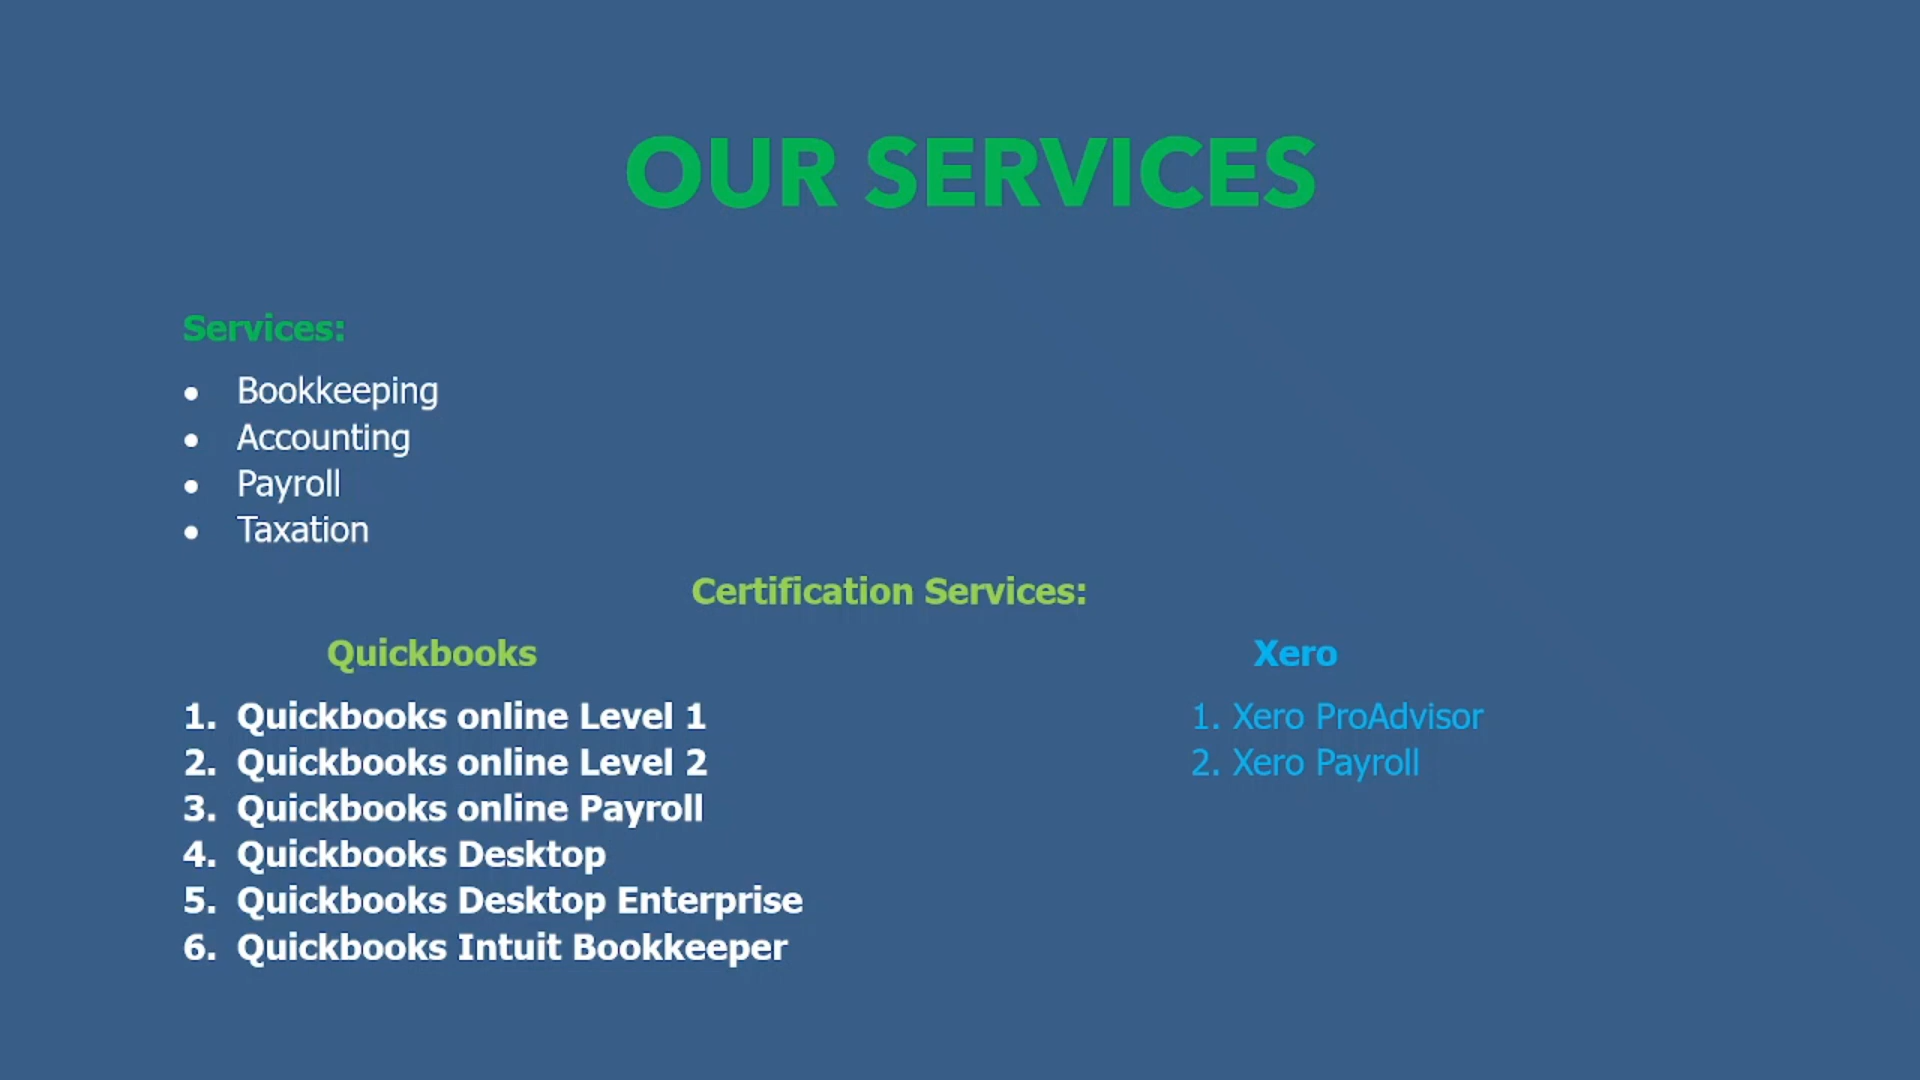 OUR SERVICES
Services:
• Bookkeeping
• Accounting
• Payroll
• Taxation
Certification Services:
Quickbooks
1. Quickbooks online Level 1
2. Quickbooks online Level 2
3. Quickbooks online Payroll
4. Quickbooks Desktop
5. Quickbooks Desktop Enterprise
6. Quickbooks Intuit Bookkeeper
Xero
1. Xero ProAdvisor
2. Xero Payroll